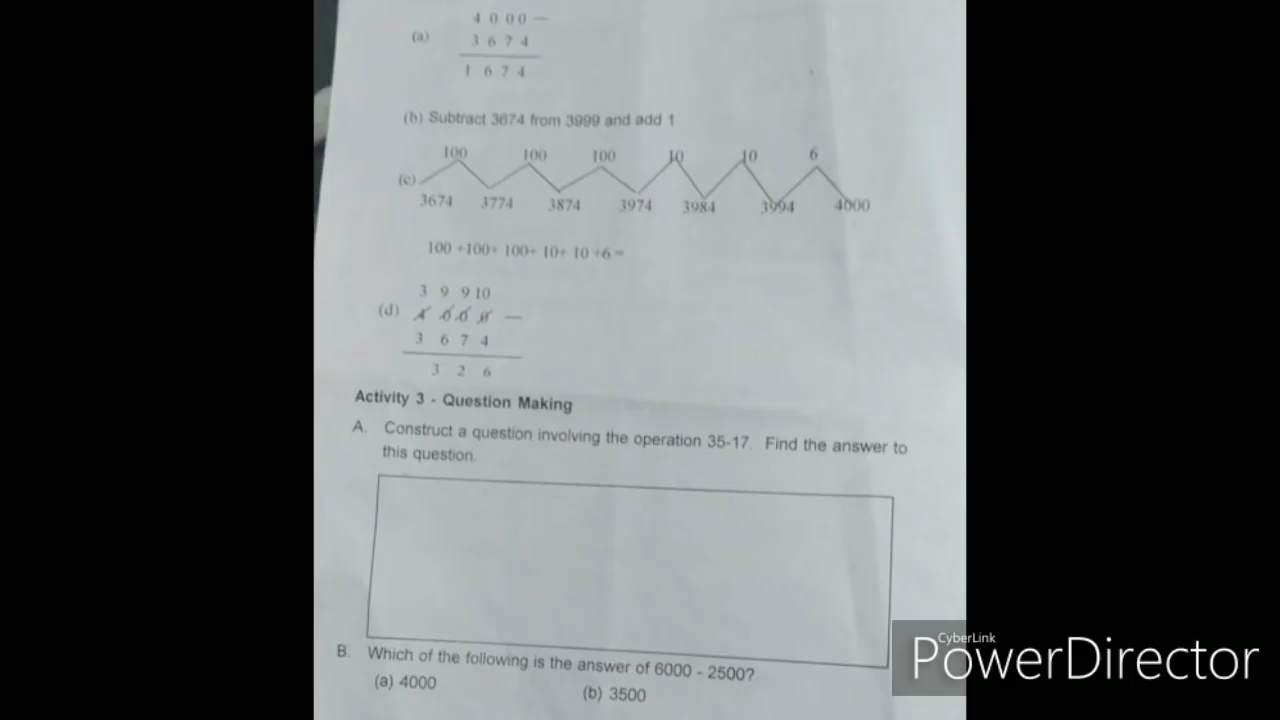 4 0 0 0 —
(a) 3 6 7 4
1 6 7 4
(b) Subtract 3674 from 3999 and add 1
100 100 100 10 10 6
(c)
3674 3774 3874 3974 3984 3994 4000
100 +100+ 100+ 10+ 10 +6 =
3 9 9 10
(d) 4 0 0 0 —
3 6 7 4
3 2 6
Activity 3 - Question Making
A. Construct a question involving the operation 35-17. Find the answer to
this question.
B. Which of the following is the answer of 6000 - 2500?
(a) 4000 (b) 3500
CyberLink
PowerDirector